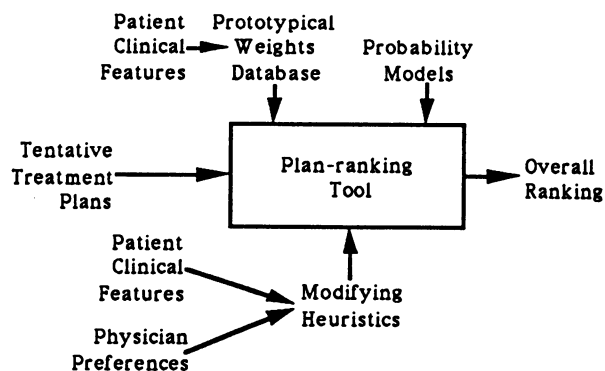 Patient
Clinical
Features
Prototypical
Weights
Database
Probability
Models
Tentative
Treatment
Plans
Plan-ranking
Tool
Overall
Ranking
Patient
Clinical
Features
Modifying
Heuristics
Physician
Preferences